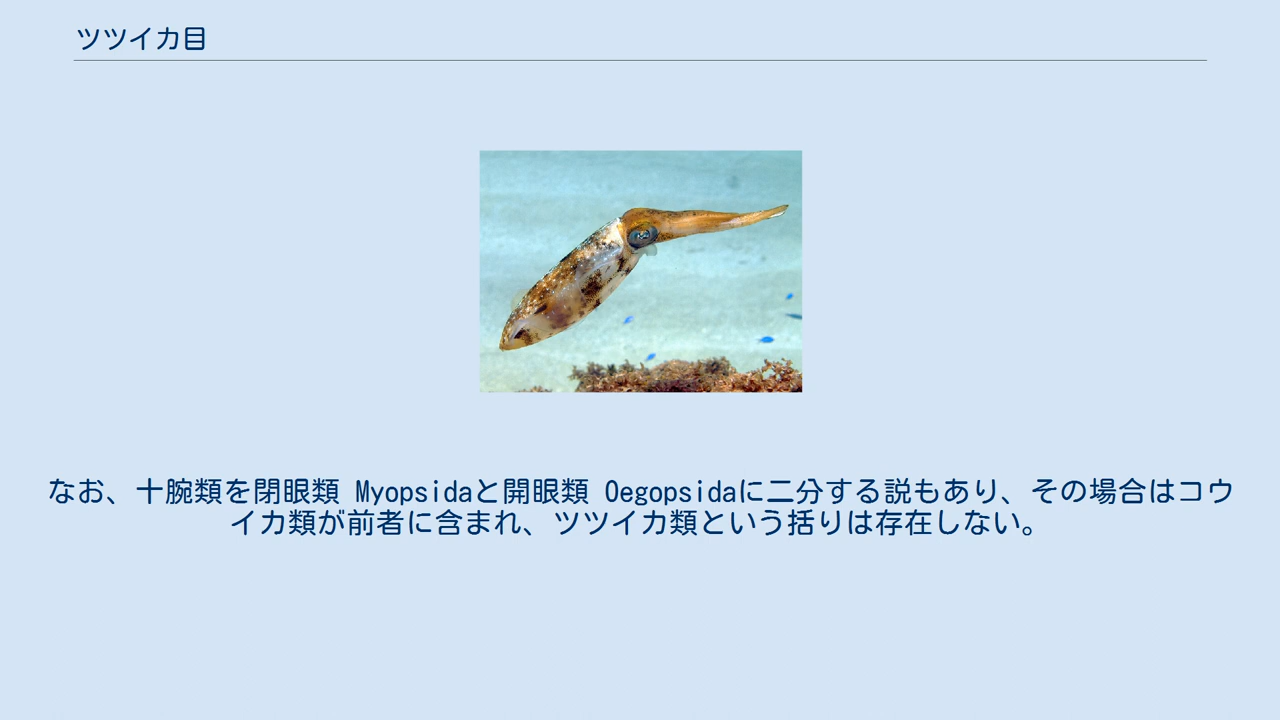 ツツイカ目
なお、十腕類を閉眼類 Myopsidaと開眼類 Oegopsidaに二分する説もあり、その場合はコウ
イカ類が前者に含まれ、ツツイカ類という括りは存在しない。